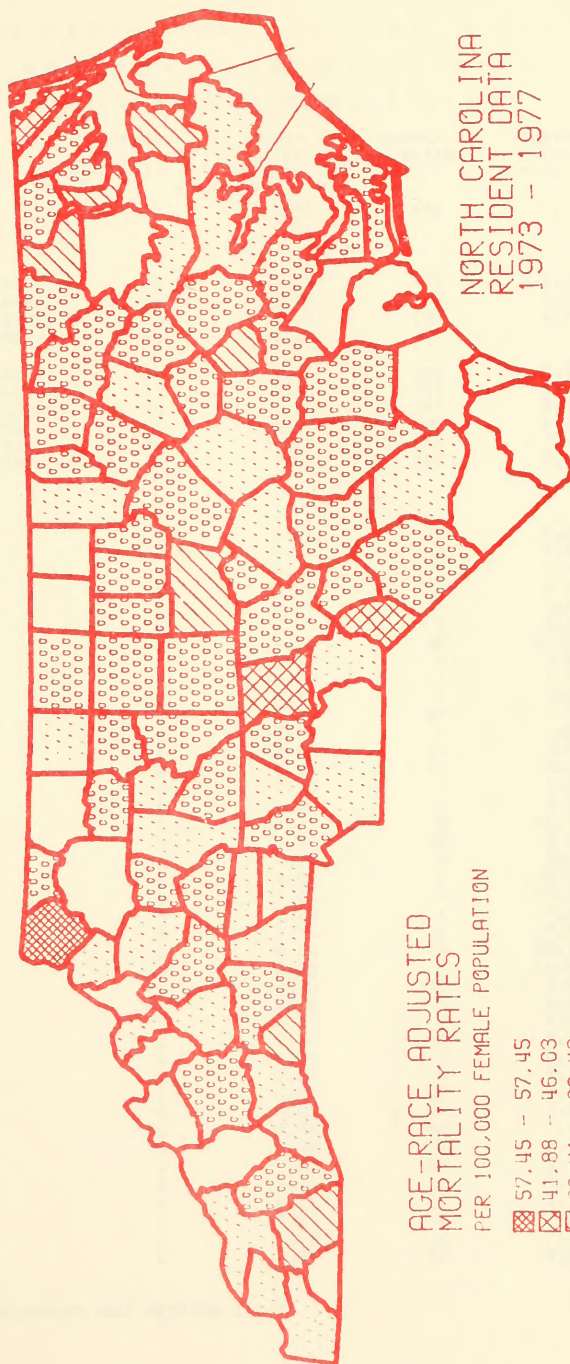 NORTH CAROLINA
RESIDENT DATA
1973 - 1977
AGE-RACE ADJUSTED
MORTALITY RATES
PER 100,000 FEMALE POPULATION
57.45 - 57.45
41.88 - 46.03